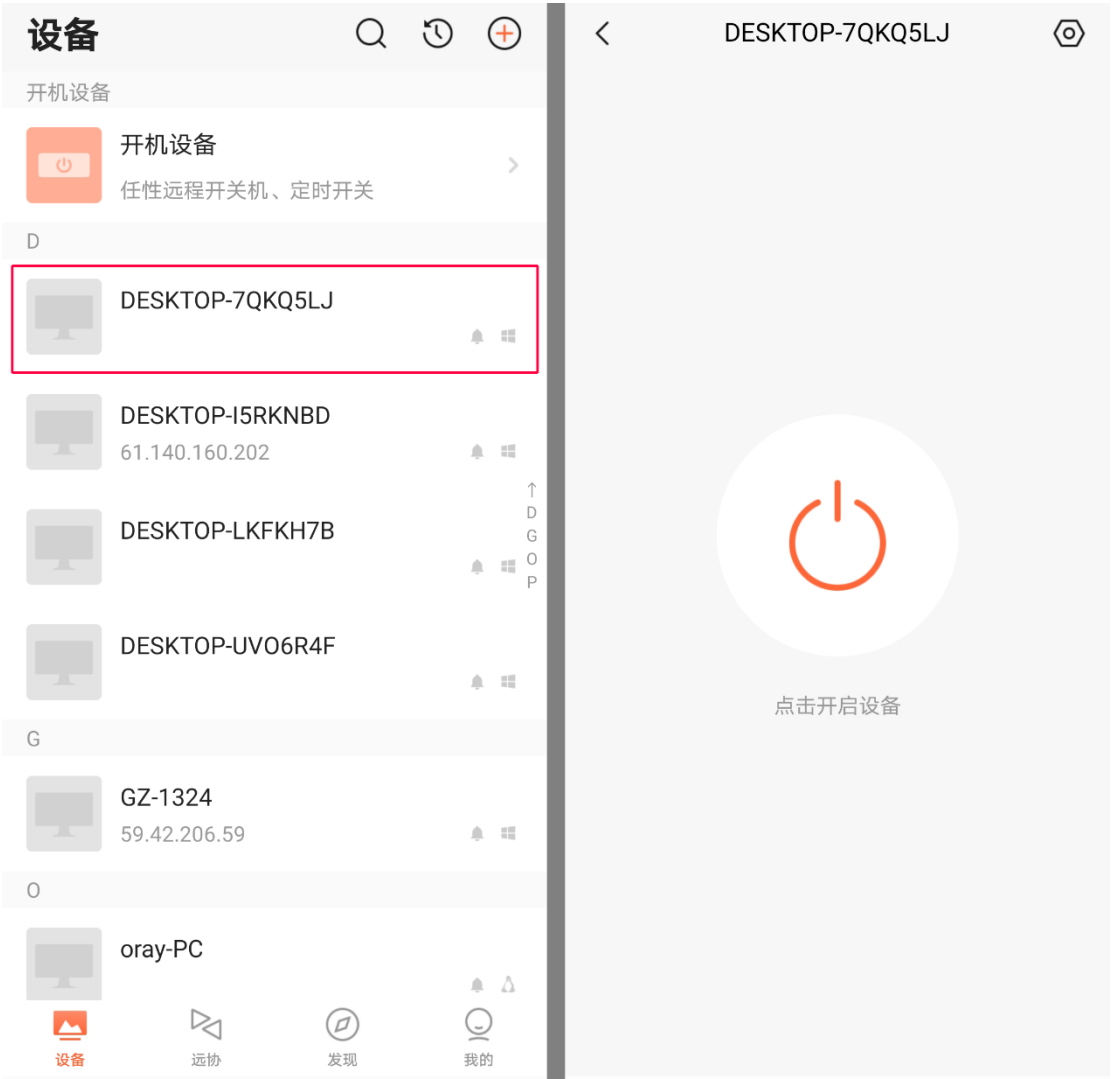 设备
开机设备
开机设备
任性远程开关机、定时开关
D
DESKTOP-7QKQ5LJ
DESKTOP-I5RKNBD
61.140.160.202
DESKTOP-LKFKH7B
DESKTOP-UVO6R4F
↑
D
G
O
P
G
GZ-1324
59.42.206.59
O
oray-PC
设备
远协
发现
我的
DESKTOP-7QKQ5LJ
点击开启设备